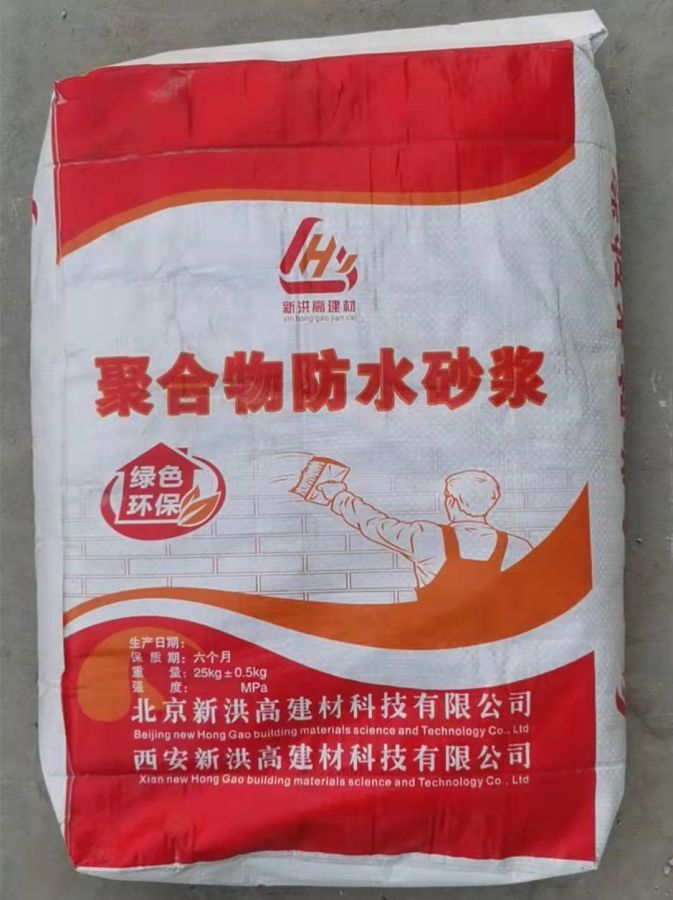 新洪高建材
xin hong gao jian cai
聚合物防水砂浆
绿色
环保
生产日期：
保质期：六个月
重量：25kg±0.5kg
强度： MPa
北京新洪高建材科技有限公司
Beijing new Hong Gao building materials science and Technology Co., Ltd
西安新洪高建材科技有限公司
Xian new Hong Gao building materials science and Technology Co., Ltd